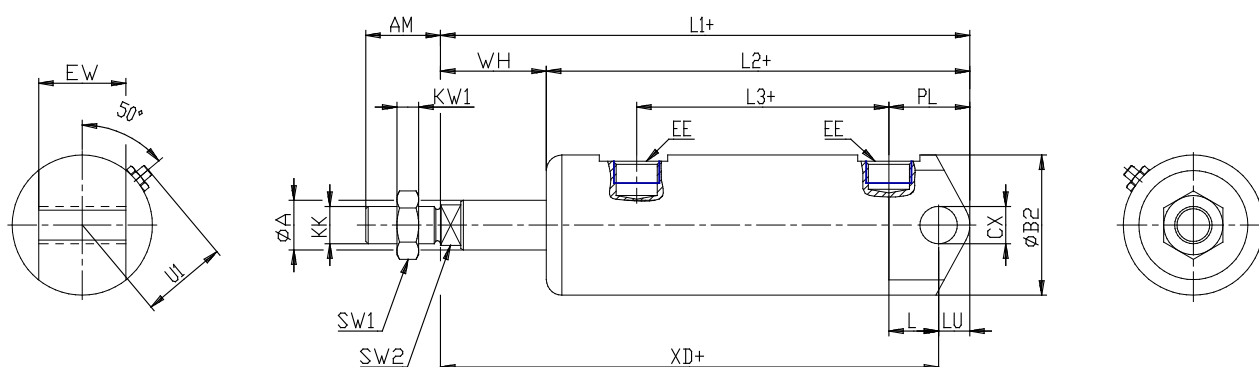 AM
L1+
EW
WH
L2+
50°
KW1
L3+
PL
EE
EE
øA
KK
CX
øB2
U1
SW1
L
LU
SW2
XD+